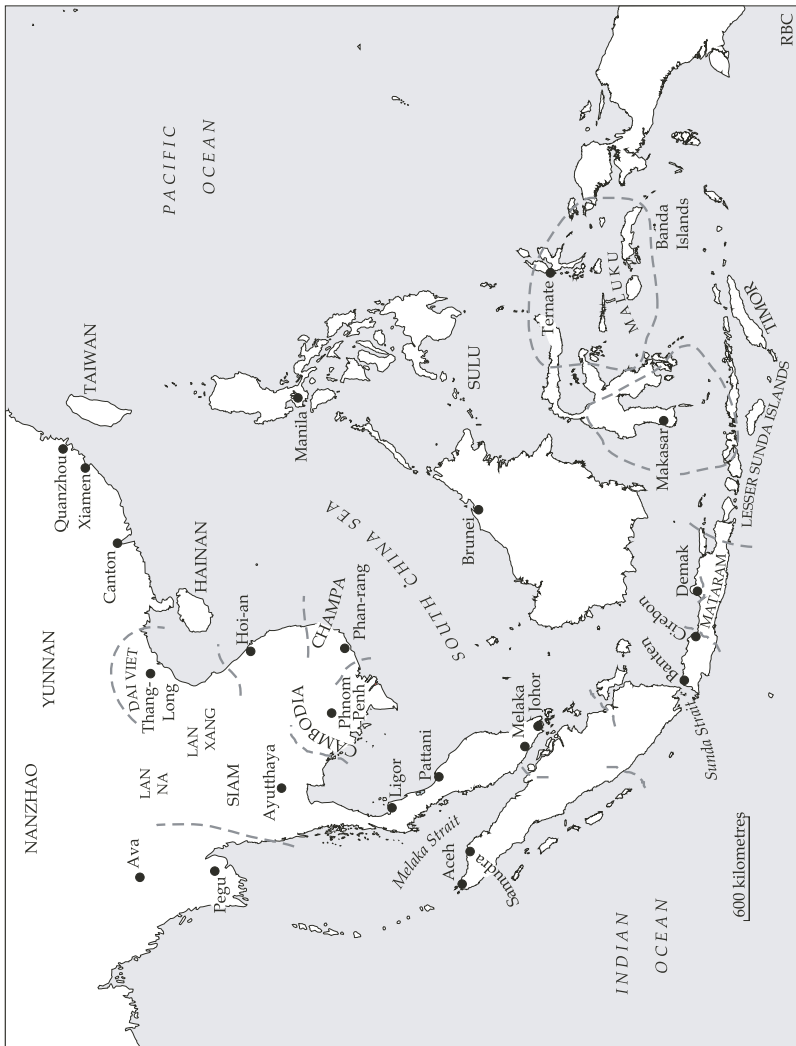 NANZHAO
YUNNAN
Ava
Pegu
LAN
NA
LAN
XANG
DAI VIET
Thang-
Long
SIAM
Ayutthaya
Hoi-an
CAMBODIA
Phnom
Penh
CHAMPA
Phan-rang
Canton
Quanzhou
Xiamen
TAIWAN
HAINAN
PACIFIC
OCEAN
SOUTH CHINA SEA
Manila
SULU
Ligor
Pattani
Melaka Strait
Aceh
Samudra
Melaka
Johor
Brunei
Ternate
MALUKU
Banda
Islands
Makasar
Sunda Strait
Banten
Cirebon
Demak
MATARAM
LESSER SUNDA ISLANDS
TIMOR
INDIAN
OCEAN
600 kilometres
RBC